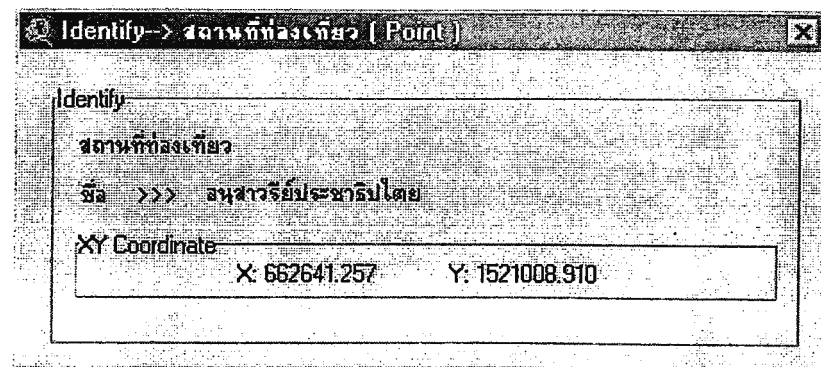 Identify--> สถานที่ท่องเที่ยว ( Point )
Identify
สถานที่ท่องเที่ยว
ชื่อ >>> อนุสาวรีย์ประชาธิปไตย
XY Coordinate
X: 662641.257 Y: 1521008.910